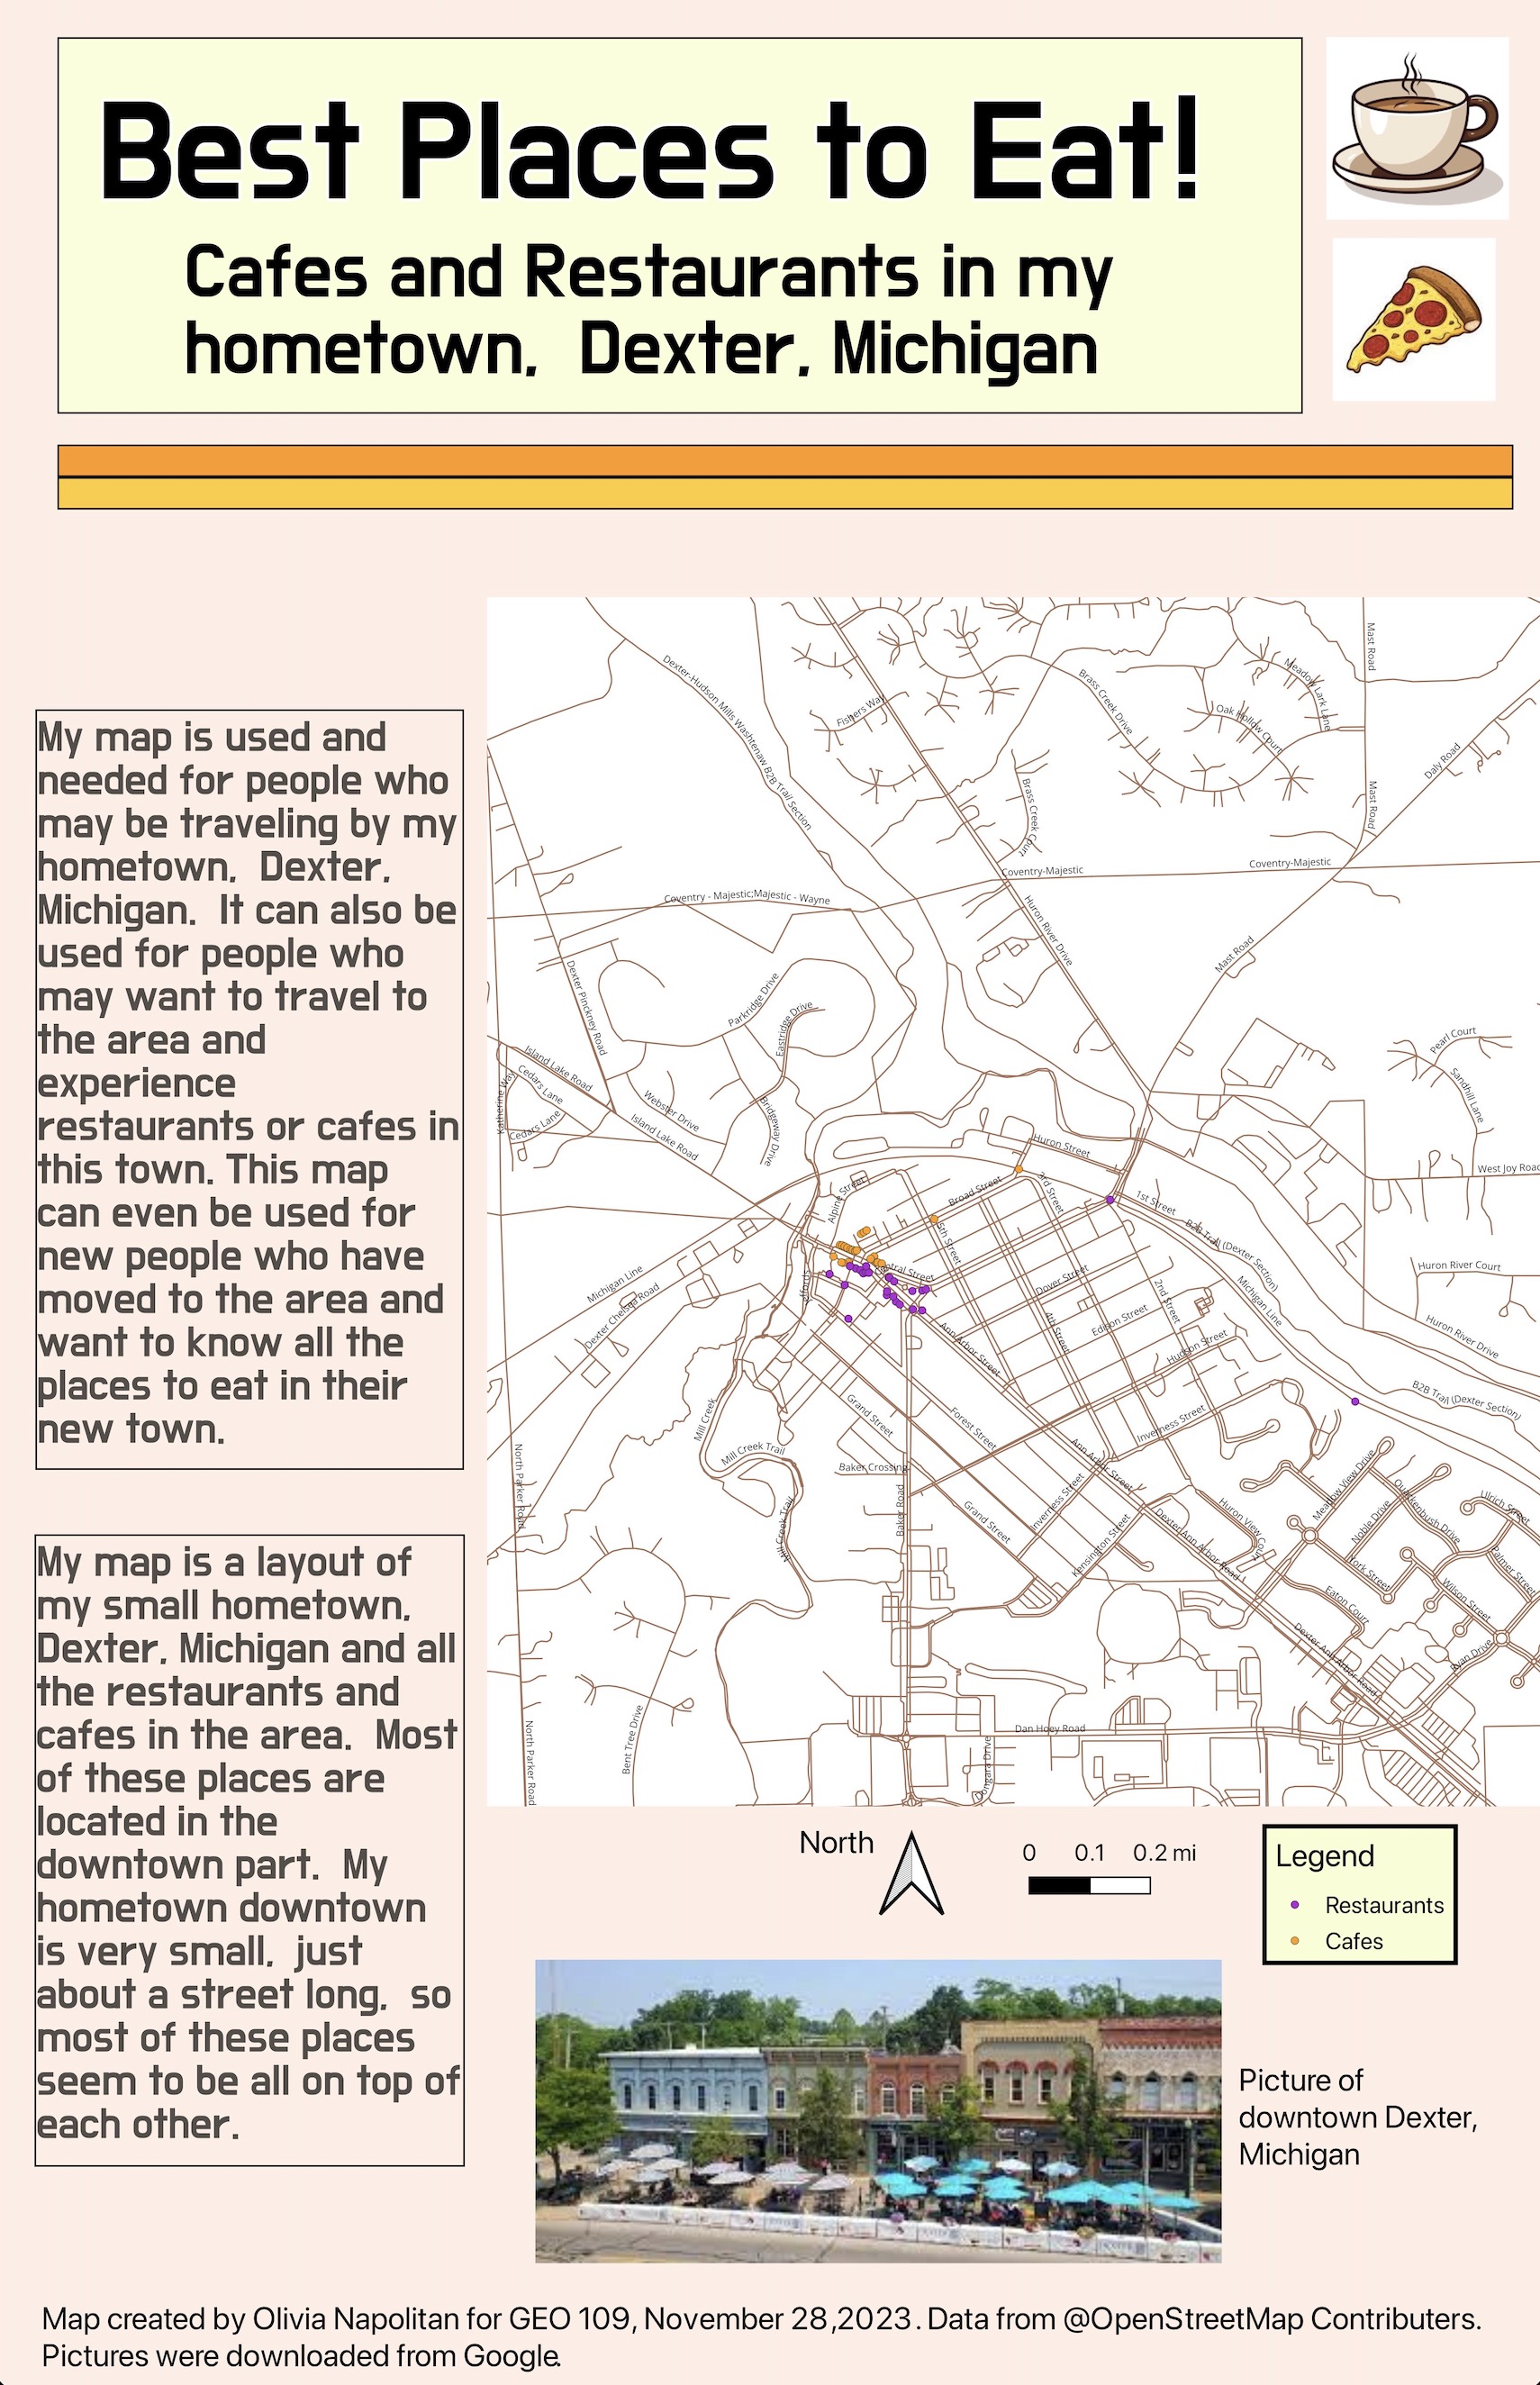 Best Places to Eat!
Cafes and Restaurants in my
hometown, Dexter, Michigan
My map is used and
needed for people who
may be traveling by my
hometown, Dexter,
Michigan. It can also be
used for people who
may want to travel to
the area and
experience
restaurants or cafes in
this town. This map
can even be used for
new people who have
moved to the area and
want to know all the
places to eat in their
new town.
My map is a layout of
my small hometown,
Dexter, Michigan and all
the restaurants and
cafes in the area. Most
of these places are
located in the
downtown part. My
hometown downtown
is very small, just
about a street long, so
most of these places
seem to be all on top of
each other.
Dexter-Hudson Mills Washtenaw B2B Trail Section
Fishers Way
Brass Creek Drive
Meadow Lark Lane
Oak Hollow Court
Mast Road
Mast Road
Daly Road
Brass Creek Court
Coventry-Majestic
Coventry-Majestic
Coventry - Majestic;Majestic - Wayne
Huron River Drive
Mast Road
Dexter Pinckney Road
Parkridge Drive
Eastridge Drive
Island Lake Road
Cedars Lane
Katherine Way
Cedars Lane
Webster Drive
Island Lake Road
Bridgeway Drive
Pearl Court
Sandhill Lane
West Joy Road
Huron Street
3rd Street
Broad Street
Alpine Street
5th Street
1st Street
B2B Trail (Dexter Section)
Michigan Line
Central Street
Dover Street
2nd Street
4th Street
Edison Street
Hudson Street
Huron River Court
Huron River Drive
B2B Trail (Dexter Section)
Michigan Line
Dexter Chelsea Road
Ann Arbor Street
Mill Creek
Mill Creek Trail
Mill Creek Trail
Grand Street
Forest Street
Baker Crossing
Baker Road
Grand Street
Inverness Street
Inverness Street
Ann Arbor Street
Kensington Street
Dexter Ann Arbor Road
Huron View Court
Meadow View Drive
Noble Drive
Quackenbush Drive
Ulrich Street
Palmer Street
York Street
Wilson Street
Eaton Court
Ryan Drive
Dexter Ann Arbor Road
North Parker Road
North Parker Road
Bent Tree Drive
Dan Hoey Road
Dongara Drive
North
0 0.1 0.2 mi
Legend
Restaurants
Cafes
Picture of
downtown Dexter,
Michigan
Map created by Olivia Napolitan for GEO 109, November 28,2023. Data from @OpenStreetMap Contributers.
Pictures were downloaded from Google.